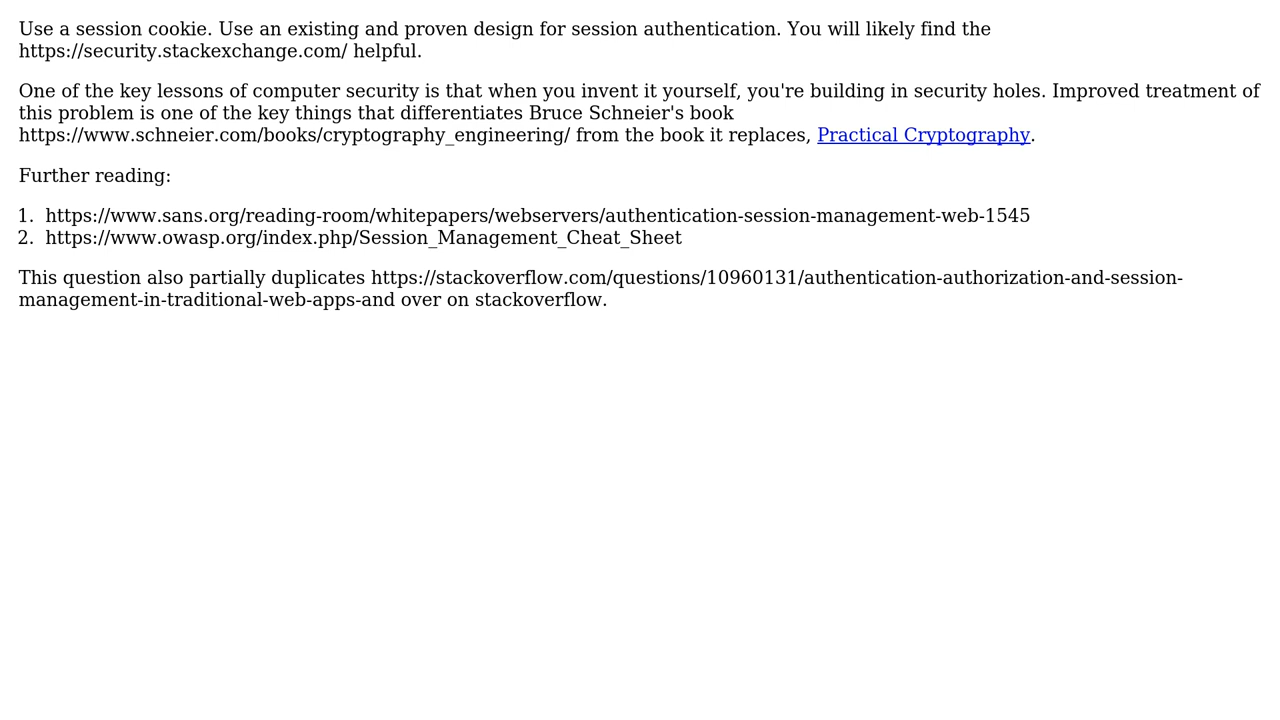 Use a session cookie. Use an existing and proven design for session authentication. You will likely find the
https://security.stackexchange.com/ helpful.
One of the key lessons of computer security is that when you invent it yourself, you're building in security holes. Improved treatment of
this problem is one of the key things that differentiates Bruce Schneier's book
https://www.schneier.com/books/cryptography_engineering/ from the book it replaces, Practical Cryptography.
Further reading:
1. https://www.sans.org/reading-room/whitepapers/webservers/authentication-session-management-web-1545
2. https://www.owasp.org/index.php/Session_Management_Cheat_Sheet
This question also partially duplicates https://stackoverflow.com/questions/10960131/authentication-authorization-and-session-
management-in-traditional-web-apps-and over on stackoverflow.